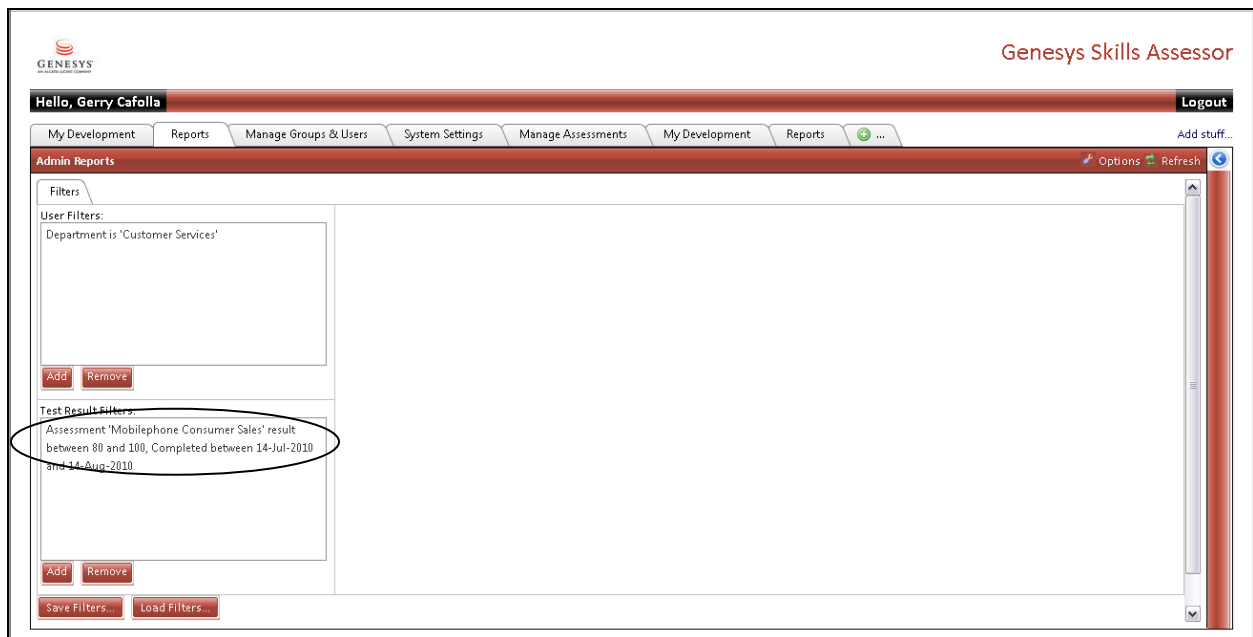 GENESYS
AN ALCATEL-LUCENT COMPANY
Genesys Skills Assessor
Hello, Gerry Cafolla
Logout
My Development Reports Manage Groups & Users System Settings Manage Assessments My Development Reports ...
Add stuff...
Admin Reports
Options Refresh
Filters
User Filters:
Department is 'Customer Services'
Add Remove
Test Result Filters:
Assessment 'Mobilephone Consumer Sales' result
between 80 and 100, Completed between 14-Jul-2010
and 14-Aug-2010
Add Remove
Save Filters... Load Filters...